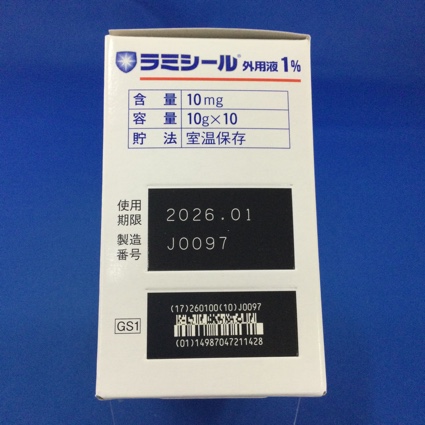 ラミシール® 外用液 1%
含量 10mg
容量 10g×10
貯法 室温保存
使用期限 2026.01
製造番号 J0097
(17)260100(10)J0097
GS1
(01)14987047211428